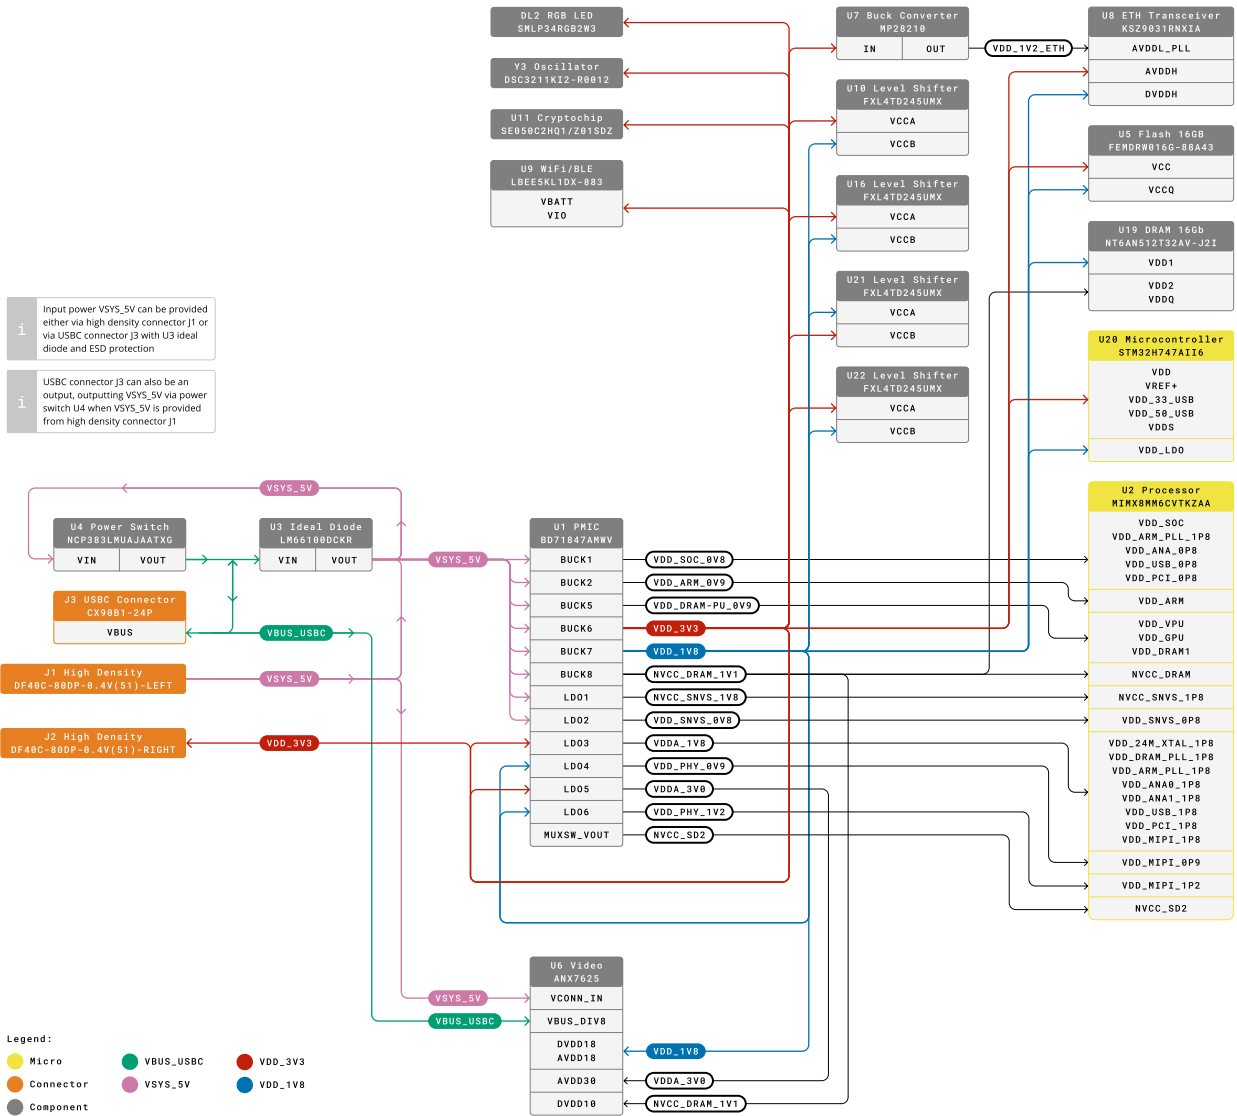 DL2 RGB LED
SMLP34RGB2W3
Y3 Oscillator
DSC3211KI2-R0012
U11 Cryptochip
SE050C2HQ1/Z01SDZ
U9 WiFi/BLE
LBEE5KL1DX-883
VBATT
VIO
U7 Buck Converter
MP28210
IN
OUT
VDD_1V2_ETH
U10 Level Shifter
FXL4TD245UMX
VCCA
VCCB
U16 Level Shifter
FXL4TD245UMX
VCCA
VCCB
U21 Level Shifter
FXL4TD245UMX
VCCA
VCCB
U22 Level Shifter
FXL4TD245UMX
VCCA
VCCB
U8 ETH Transceiver
KSZ9031RNXIA
AVDDL_PLL
AVDDH
DVDDH
U5 Flash 16GB
FEMDRW016G-88A43
VCC
VCCQ
U19 DRAM 16Gb
NT6AN512T32AV-J2I
VDD1
VDD2
VDDQ
U20 Microcontroller
STM32H747AII6
VDD
VREF+
VDD_33_USB
VDD_50_USB
VDDS
VDD_LDO
U2 Processor
MIMX8MM6CVTKZAA
VDD_SOC
VDD_ARM_PLL_1P8
VDD_ANA_0P8
VDD_USB_0P8
VDD_PCI_0P8
VDD_ARM
VDD_VPU
VDD_GPU
VDD_DRAM1
NVCC_DRAM
NVCC_SNVS_1P8
VDD_SNVS_0P8
VDD_24M_XTAL_1P8
VDD_DRAM_PLL_1P8
VDD_ARM_PLL_1P8
VDD_ANA0_1P8
VDD_ANA1_1P8
VDD_USB_1P8
VDD_PCI_1P8
VDD_MIPI_1P8
VDD_MIPI_0P9
VDD_MIPI_1P2
NVCC_SD2
i
Input power VSYS_5V can be provided
either via high density connector J1 or
via USBC connector J3 with U3 ideal
diode and ESD protection
i
USBC connector J3 can also be an
output, outputting VSYS_5V via power
switch U4 when VSYS_5V is provided
from high density connector J1
VSYS_5V
U4 Power Switch
NCP383LMUAJAATXG
VIN
VOUT
U3 Ideal Diode
LM66100DCKR
VIN
VOUT
VSYS_5V
J3 USBC Connector
CX90B1-24P
VBUS
VBUS_USBC
J1 High Density
DF40C-80DP-0.4V(51)-LEFT
VSYS_5V
J2 High Density
DF40C-80DP-0.4V(51)-RIGHT
VDD_3V3
U1 PMIC
BD71847AMWV
BUCK1
BUCK2
BUCK5
BUCK6
BUCK7
BUCK8
LDO1
LDO2
LDO3
LDO4
LDO5
LDO6
MUXSW_VOUT
VDD_SOC_0V8
VDD_ARM_0V9
VDD_DRAM-PU_0V9
VDD_3V3
VDD_1V8
NVCC_DRAM_1V1
NVCC_SNVS_1V8
VDD_SNVS_0V8
VDDA_1V8
VDD_PHY_0V9
VDDA_3V0
VDD_PHY_1V2
NVCC_SD2
VSYS_5V
VBUS_USBC
U6 Video
ANX7625
VCONN_IN
VBUS_DIV8
DVDD18
AVDD18
AVDD30
DVDD10
VDD_1V8
VDDA_3V0
NVCC_DRAM_1V1
Legend:
Micro
Connector
Component
VBUS_USBC
VSYS_5V
VDD_3V3
VDD_1V8